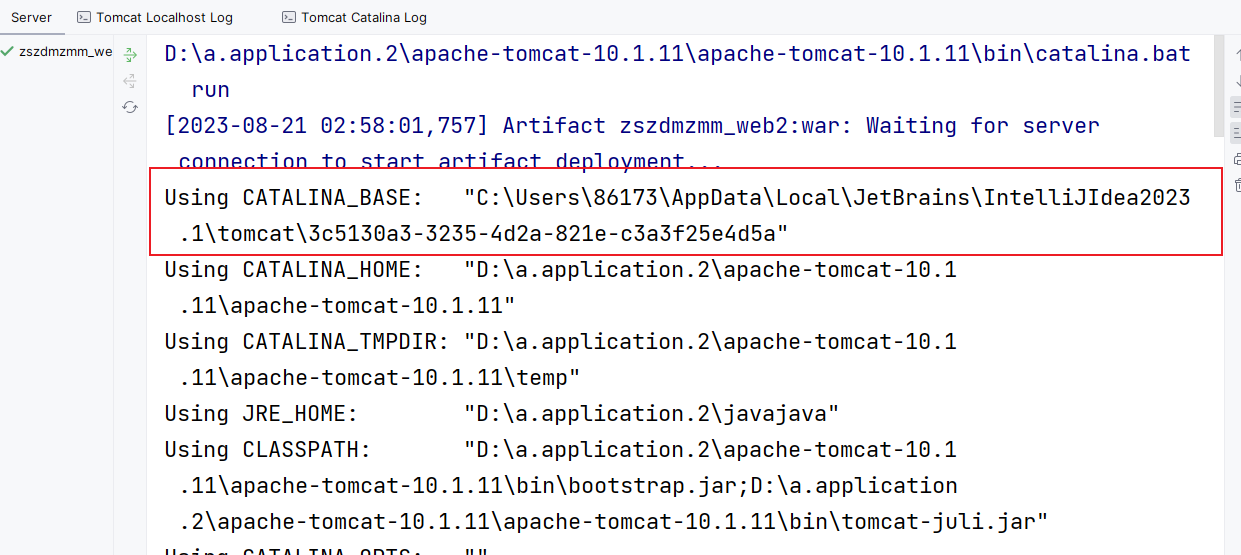 Server Tomcat Localhost Log Tomcat Catalina Log
zszdmzmm_we
D:\a.application.2\apache-tomcat-10.1.11\apache-tomcat-10.1.11\bin\catalina.bat
run
[2023-08-21 02:58:01,757] Artifact zszdmzmm_web2:war: Waiting for server
connection to start artifact deployment...
Using CATALINA_BASE:   "C:\Users\86173\AppData\Local\JetBrains\IntelliJIdea2023
.1\tomcat\3c5130a3-3235-4d2a-821e-c3a3f25e4d5a"
Using CATALINA_HOME:   "D:\a.application.2\apache-tomcat-10.1
.11\apache-tomcat-10.1.11"
Using CATALINA_TMPDIR: "D:\a.application.2\apache-tomcat-10.1
.11\apache-tomcat-10.1.11\temp"
Using JRE_HOME:        "D:\a.application.2\javajava"
Using CLASSPATH:       "D:\a.application.2\apache-tomcat-10.1
.11\apache-tomcat-10.1.11\bin\bootstrap.jar;D:\a.application
.2\apache-tomcat-10.1.11\apache-tomcat-10.1.11\bin\tomcat-juli.jar"
Using CATALINA_OPTS:   ""